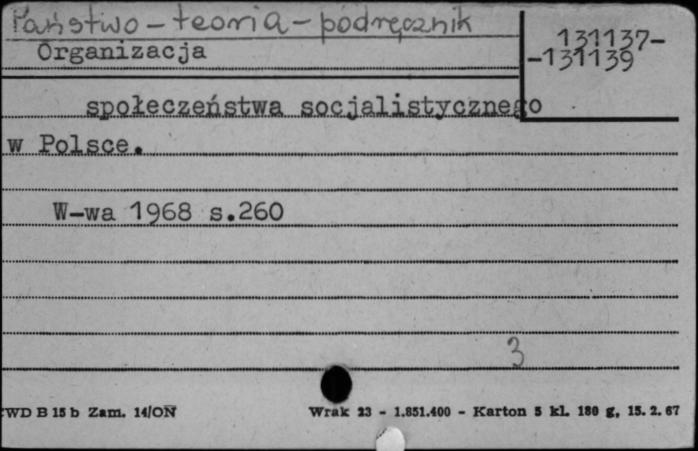 Państwo - teoria - podręcznik
131137-
-131139
Organizacja
społeczeństwa socjalistycznego
w Polsce.
W-wa 1968 s.260
3
WD B 15 b Zam. 14/ON
Wrak 23 - 1.851.400 - Karton 5 kl. 180 g, 15. 2. 67